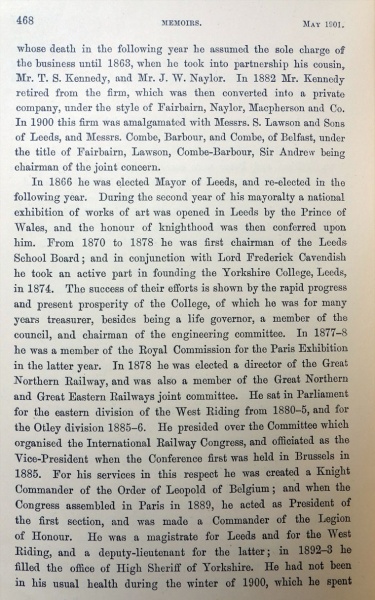 468 MEMOIRS. MAY 1901.
whose death in the following year he assumed the sole charge of
the business until 1863, when he took into partnership his cousin,
Mr. T. S. Kennedy, and Mr. J. W. Naylor. In 1882 Mr. Kennedy
retired from the firm, which was then converted into a private
company, under the style of Fairbairn, Naylor, Macpherson and Co.
In 1900 this firm was amalgamated with Messrs. S. Lawson and Sons
of Leeds, and Messrs. Combe, Barbour, and Combe, of Belfast, under
the title of Fairbairn, Lawson, Combe-Barbour, Sir Andrew being
chairman of the joint concern.
In 1866 he was elected Mayor of Leeds, and re-elected in the
following year. During the second year of his mayoralty a national
exhibition of works of art was opened in Leeds by the Prince of
Wales, and the honour of knighthood was then conferred upon
him. From 1870 to 1878 he was first chairman of the Leeds
School Board; and in conjunction with Lord Frederick Cavendish
he took an active part in founding the Yorkshire College, Leeds,
in 1874. The success of their efforts is shown by the rapid progress
and present prosperity of the College, of which he was for many
years treasurer, besides being a life governor, a member of the
council, and chairman of the engineering committee. In 1877-8
he was a member of the Royal Commission for the Paris Exhibition
in the latter year. In 1878 he was elected a director of the Great
Northern Railway, and was also a member of the Great Northern
and Great Eastern Railways joint committee. He sat in Parliament
for the eastern division of the West Riding from 1880-5, and for
the Otley division 1885-6. He presided over the Committee which
organised the International Railway Congress, and officiated as the
Vice-President when the Conference first was held in Brussels in
1885. For his services in this respect he was created a Knight
Commander of the Order of Leopold of Belgium; and when the
Congress assembled in Paris in 1889, he acted as President of
the first section, and was made a Commander of the Legion
of Honour. He was a magistrate for Leeds and for the West
Riding, and a deputy-lieutenant for the latter; in 1892-3 he
filled the office of High Sheriff of Yorkshire. He had not been
in his usual health during the winter of 1900, which he spent